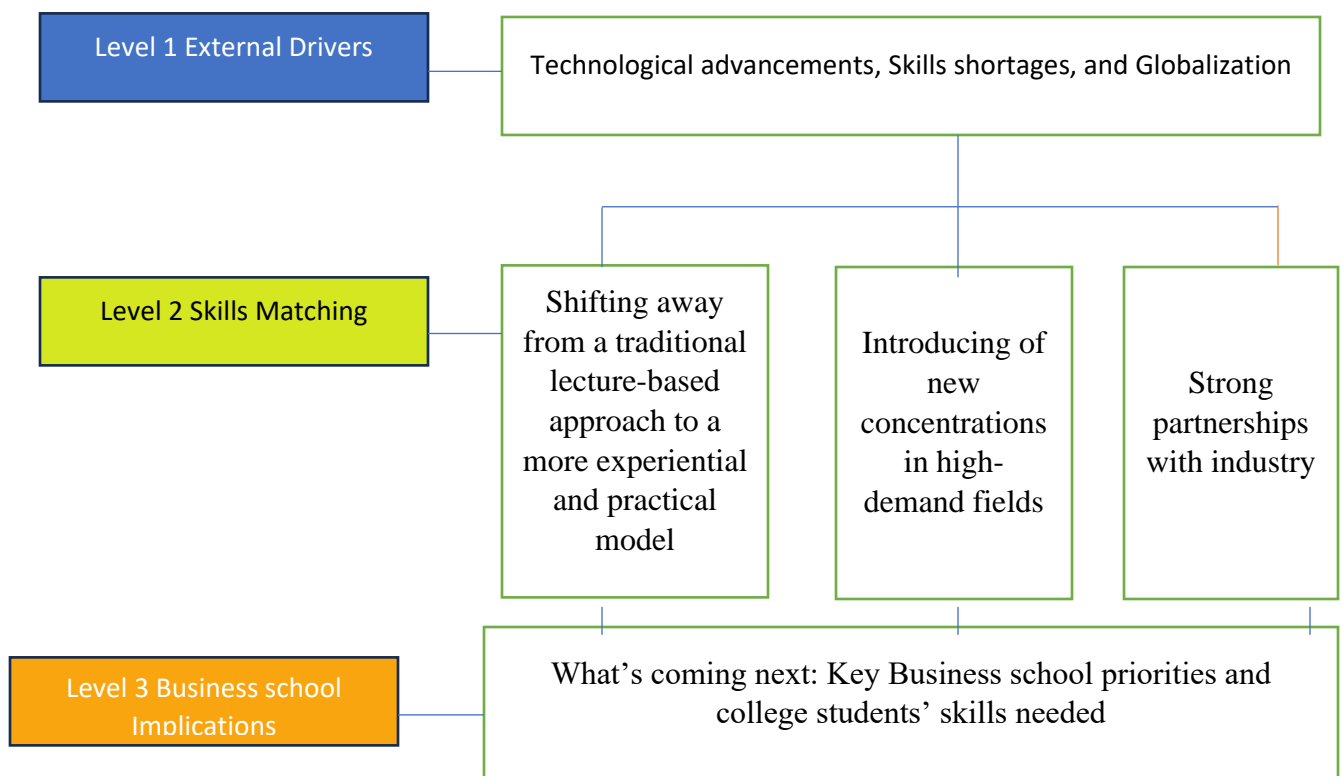 Level 1 External Drivers
Technological advancements, Skills shortages, and Globalization
Level 2 Skills Matching
Shifting away
from a traditional
lecture-based
approach to a
more experiential
and practical
model
Introducing of
new
concentrations
in high-
demand fields
Strong
partnerships
with industry
Level 3 Business school
Implications
What’s coming next: Key Business school priorities and
college students’ skills needed